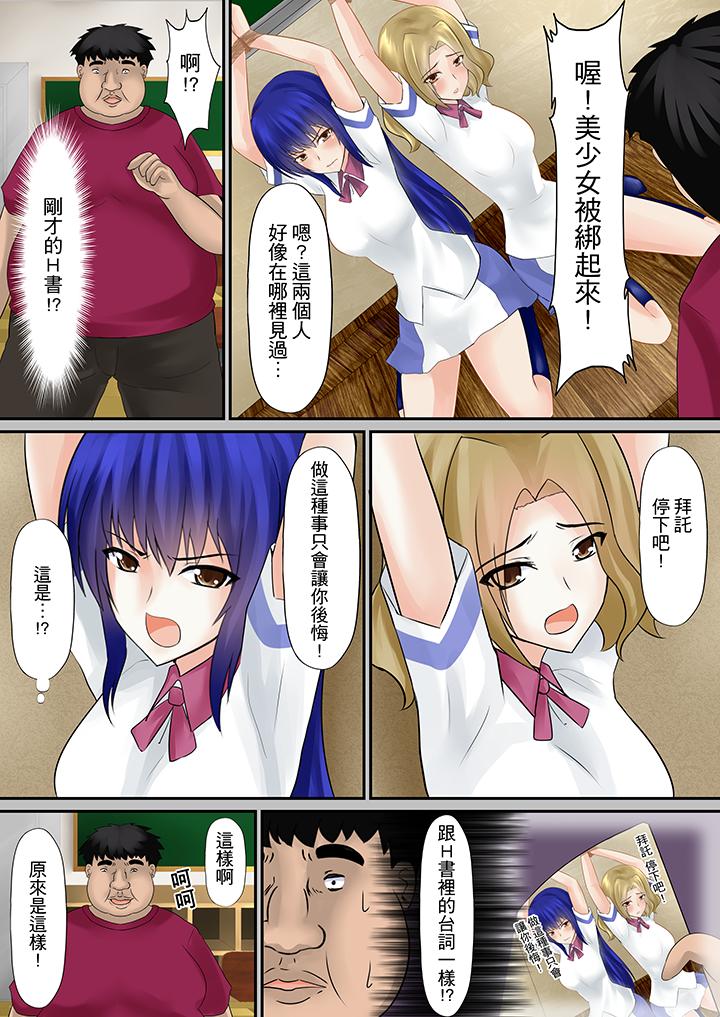 喔！美少女被綁起來！
嗯？這兩個人
好像在哪裡見過…
啊!?
剛才的Ｈ書!?
拜託
停下吧！
做這種事只會讓你後悔！
這是…!?
拜託 停下吧！
做這種事只會
讓你後悔！
跟Ｈ書裡的台詞一樣!?
這樣啊
呵呵
原來是這樣！